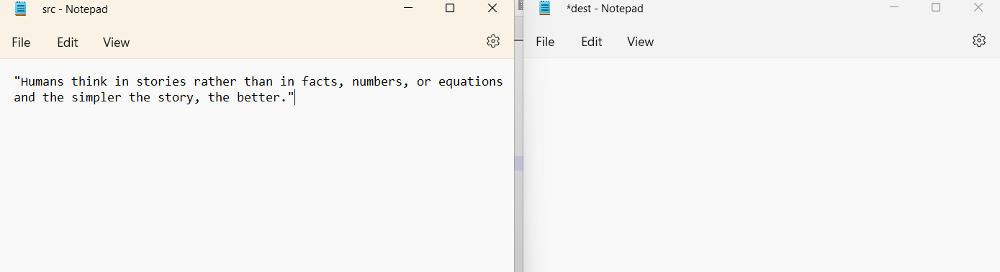 src - Notepad
File Edit View
"Humans think in stories rather than in facts, numbers, or equations
and the simpler the story, the better."
*dest - Notepad
File Edit View